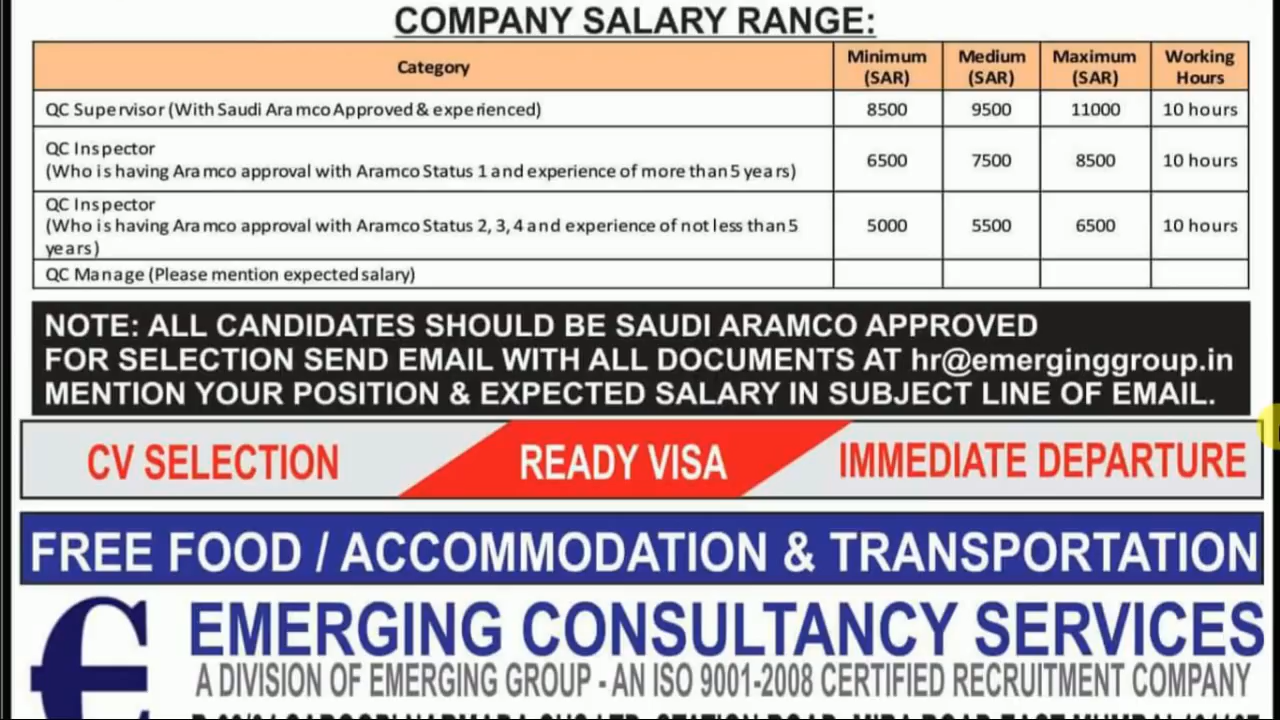 COMPANY SALARY RANGE:
Category Minimum (SAR) Medium (SAR) Maximum (SAR) Working Hours
QC Supervisor (With Saudi Aramco Approved & experienced) 8500 9500 11000 10 hours
QC Inspector
(Who is having Aramco approval with Aramco Status 1 and experience of more than 5 years) 6500 7500 8500 10 hours
QC Inspector
(Who is having Aramco approval with Aramco Status 2, 3, 4 and experience of not less than 5 years) 5000 5500 6500 10 hours
QC Manage (Please mention expected salary)
NOTE: ALL CANDIDATES SHOULD BE SAUDI ARAMCO APPROVED
FOR SELECTION SEND EMAIL WITH ALL DOCUMENTS AT hr@emerginggroup.in
MENTION YOUR POSITION & EXPECTED SALARY IN SUBJECT LINE OF EMAIL.
CV SELECTION READY VISA IMMEDIATE DEPARTURE
FREE FOOD / ACCOMMODATION & TRANSPORTATION
EMERGING CONSULTANCY SERVICES
A DIVISION OF EMERGING GROUP - AN ISO 9001-2008 CERTIFIED RECRUITMENT COMPANY